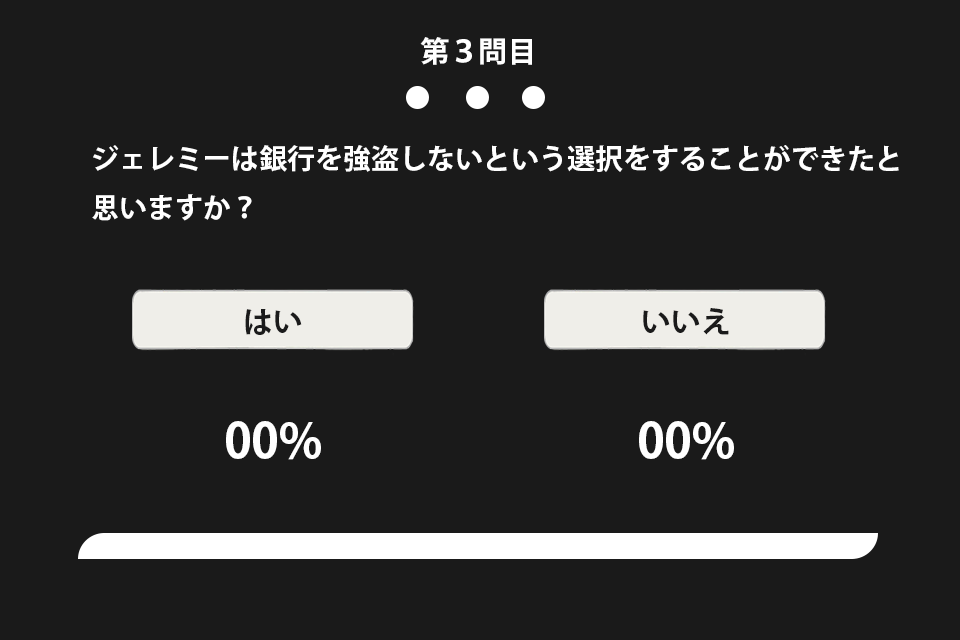 第３問目
ジェレミーは銀行を強盗しないという選択をすることができたと
思いますか？
はい
いいえ
00%
00%